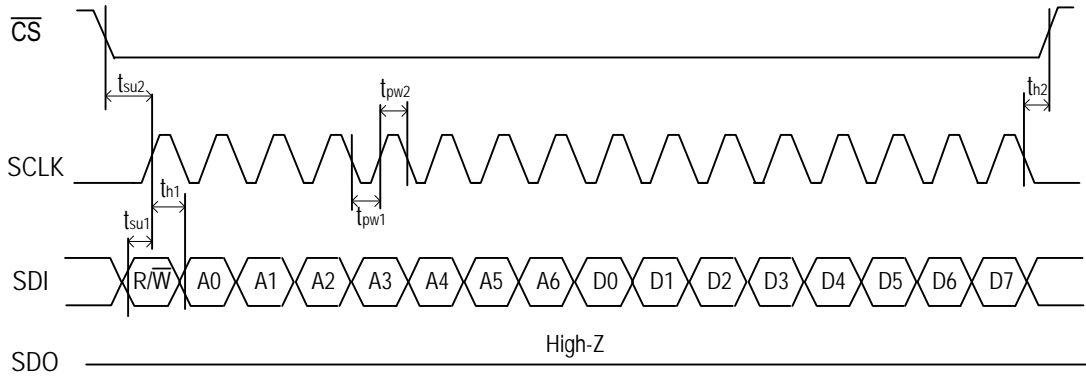 C̅S̅
tsu2
tpw2
th2
SCLK
th1
tsu1
tpw1
SDI R/W̅ A0 A1 A2 A3 A4 A5 A6 D0 D1 D2 D3 D4 D5 D6 D7
High-Z
SDO